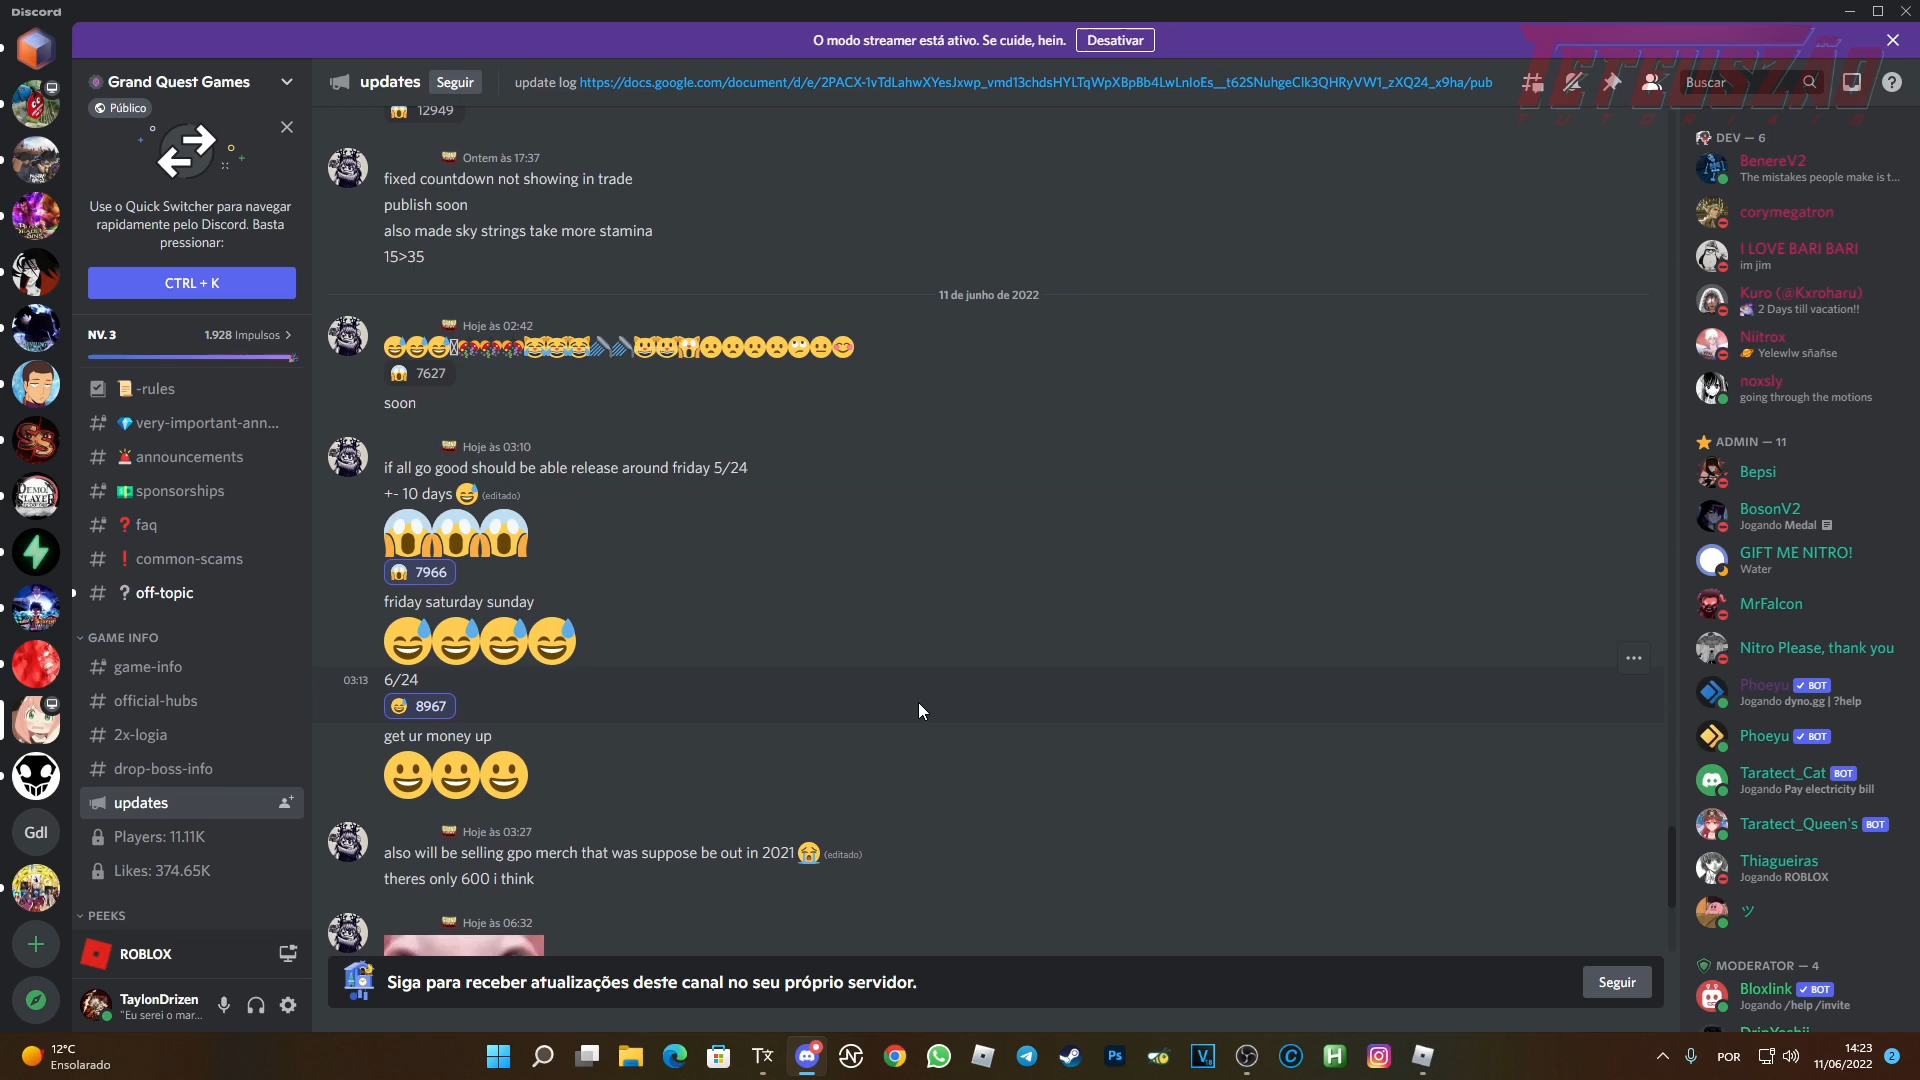 Discord
O modo streamer está ativo. Se cuide, hein. Desativar
Grand Quest Games
Público
Use o Quick Switcher para navegar
rapidamente pelo Discord. Basta
pressionar:
CTRL + K
NV. 3 1.928 Impulsos
-rules
very-important-ann...
announcements
sponsorships
faq
common-scams
off-topic
GAME INFO
game-info
official-hubs
2x-logia
drop-boss-info
updates
Players: 11.11K
Likes: 374.65K
PEEKS
GdI
ROBLOX
TaylonDrizen
"Eu serei o mar...
updates Seguir update log https://docs.google.com/document/d/e/2PACX-1vTdLahwXYesJxwp_vmd13chdsHYLTqWpXBpBb4LwLnIoEs__t62SNuhgeClk3QHRyVW1_zXQ24_x9ha/pub
Buscar
12949
Ontem às 17:37
fixed countdown not showing in trade
publish soon
also made sky strings take more stamina
15>35
11 de junho de 2022
Hoje às 02:42
7627
soon
Hoje às 03:10
if all go good should be able release around friday 5/24
+- 10 days (editado)
7966
friday saturday sunday
03:13 6/24
8967
get ur money up
Hoje às 03:27
also will be selling gpo merch that was suppose be out in 2021 (editado)
theres only 600 i think
Hoje às 06:32
Siga para receber atualizações deste canal no seu próprio servidor. Seguir
TETEUSZÃO
TUTORIAIS
DEV — 6
BenereV2
The mistakes people make is t...
corymegatron
I LOVE BARI BARI
im jim
Kuro (@Kxroharu)
2 Days till vacation!!
Niitrox
Yelewlw sñañse
noxsly
going through the motions
ADMIN — 11
Bepsi
BosonV2
Jogando Medal
GIFT ME NITRO!
Water
MrFalcon
Nitro Please, thank you
Phoeyu BOT
Jogando dyno.gg | ?help
Phoeyu BOT
Taratect_Cat BOT
Jogando Pay electricity bill
Taratect_Queen's BOT
Thiagueiras
Jogando ROBLOX
ツ
MODERATOR — 4
Bloxlink BOT
Jogando /help /invite
12°C
Ensolarado
Ps
POR
14:23
11/06/2022
2